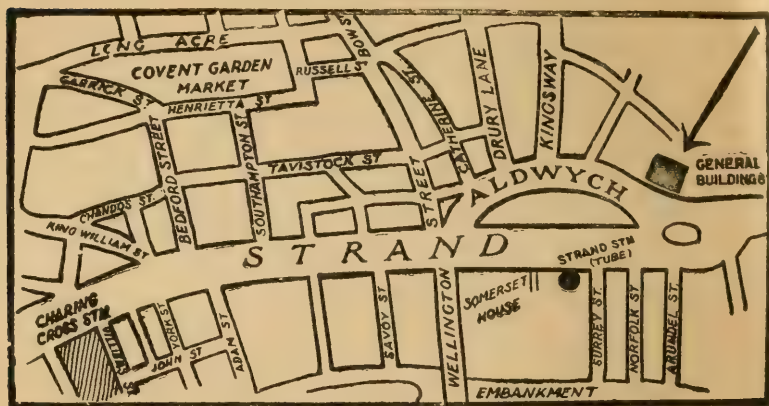 LONG ACRE
COVENT GARDEN
MARKET
GARRICK ST
HENRIETTA ST
RUSSELL S
BOW ST
CATHERINE ST.
DRURY LANE
KINGSWAY
GENERAL
BUILDINGS
BEDFORD STREET
SOUTHAMPTON ST
TAVISTOCK ST
STREET
ALDWYCH
CHANDOS ST.
KING WILLIAM ST
STRAND
STRAND STN
(TUBE)
SOMERSET
HOUSE
CHARING
CROSS STN
VILLIERS
ST
YORK ST
JOHN ST
ADAM ST
SAVOY ST
WELLINGTON
SURREY ST.
NORFOLK ST
ARUNDEL ST.
EMBANKMENT